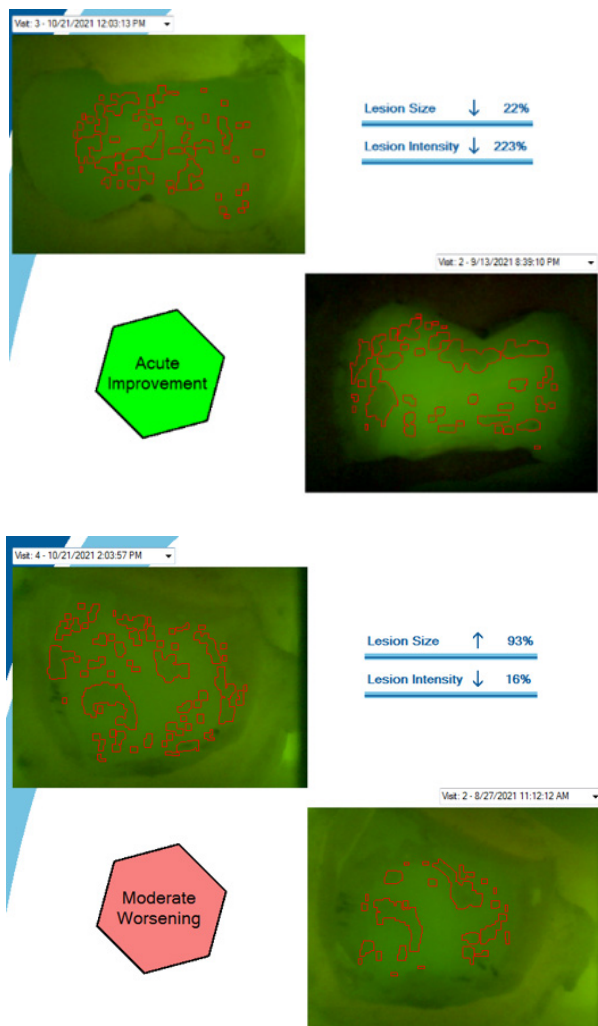 Visit: 3 - 10/21/2021 12:03:13 PM
Lesion Size ↓ 22%
Lesion Intensity ↓ 223%
Visit: 2 - 9/13/2021 8:39:10 PM
Acute
Improvement
Visit: 4 - 10/21/2021 2:03:57 PM
Lesion Size ↑ 93%
Lesion Intensity ↓ 16%
Visit: 2 - 8/27/2021 11:12:12 AM
Moderate
Worsening